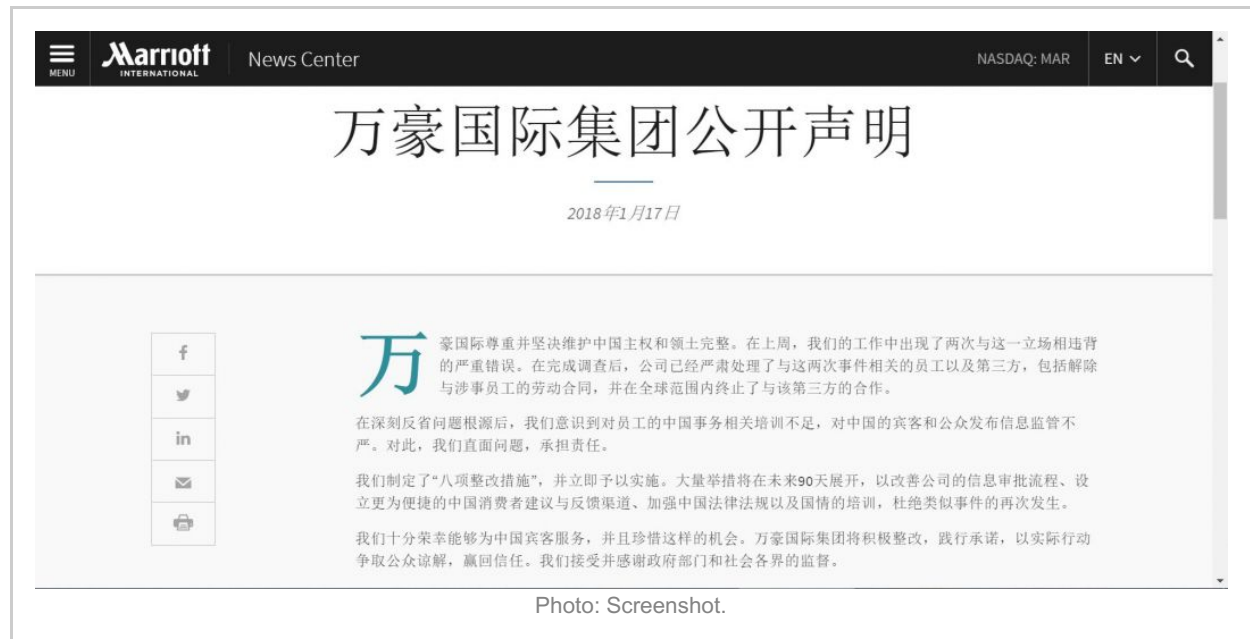 MENU
Marriott
INTERNATIONAL
News Center
NASDAQ: MAR
EN
万豪国际集团公开声明
2018年1月17日
万豪国际尊重并坚决维护中国主权和领土完整。在上周，我们的工作中出现了两次与这一立场相违背
的严重错误。在完成调查后，公司已经严肃处理了与这两次事件相关的员工以及第三方，包括解除
与涉事员工的劳动合同，并在全球范围内终止了与该第三方的合作。
在深刻反省问题根源后，我们意识到对员工的中国事务相关培训不足，对中国的宾客和公众发布信息监管不
严。对此，我们直面问题，承担责任。
我们制定了“八项整改措施”，并立即予以实施。大量举措将在未来90天展开，以改善公司的信息审批流程、设
立更为便捷的中国消费者建议与反馈渠道、加强中国法律法规以及国情的培训，杜绝类似事件的再次发生。
我们十分荣幸能够为中国宾客服务，并且珍惜这样的机会。万豪国际集团将积极整改，践行承诺，以实际行动
争取公众谅解，赢回信任。我们接受并感谢政府部门和社会各界的监督。
Photo: Screenshot.